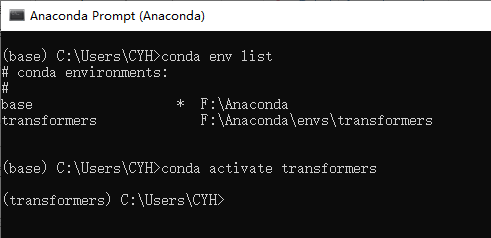 Anaconda Prompt (Anaconda)
(base) C:\Users\CYH>conda env list
# conda environments:
#
base                  *  F:\Anaconda
transformers             F:\Anaconda\envs\transformers
(base) C:\Users\CYH>conda activate transformers
(transformers) C:\Users\CYH>